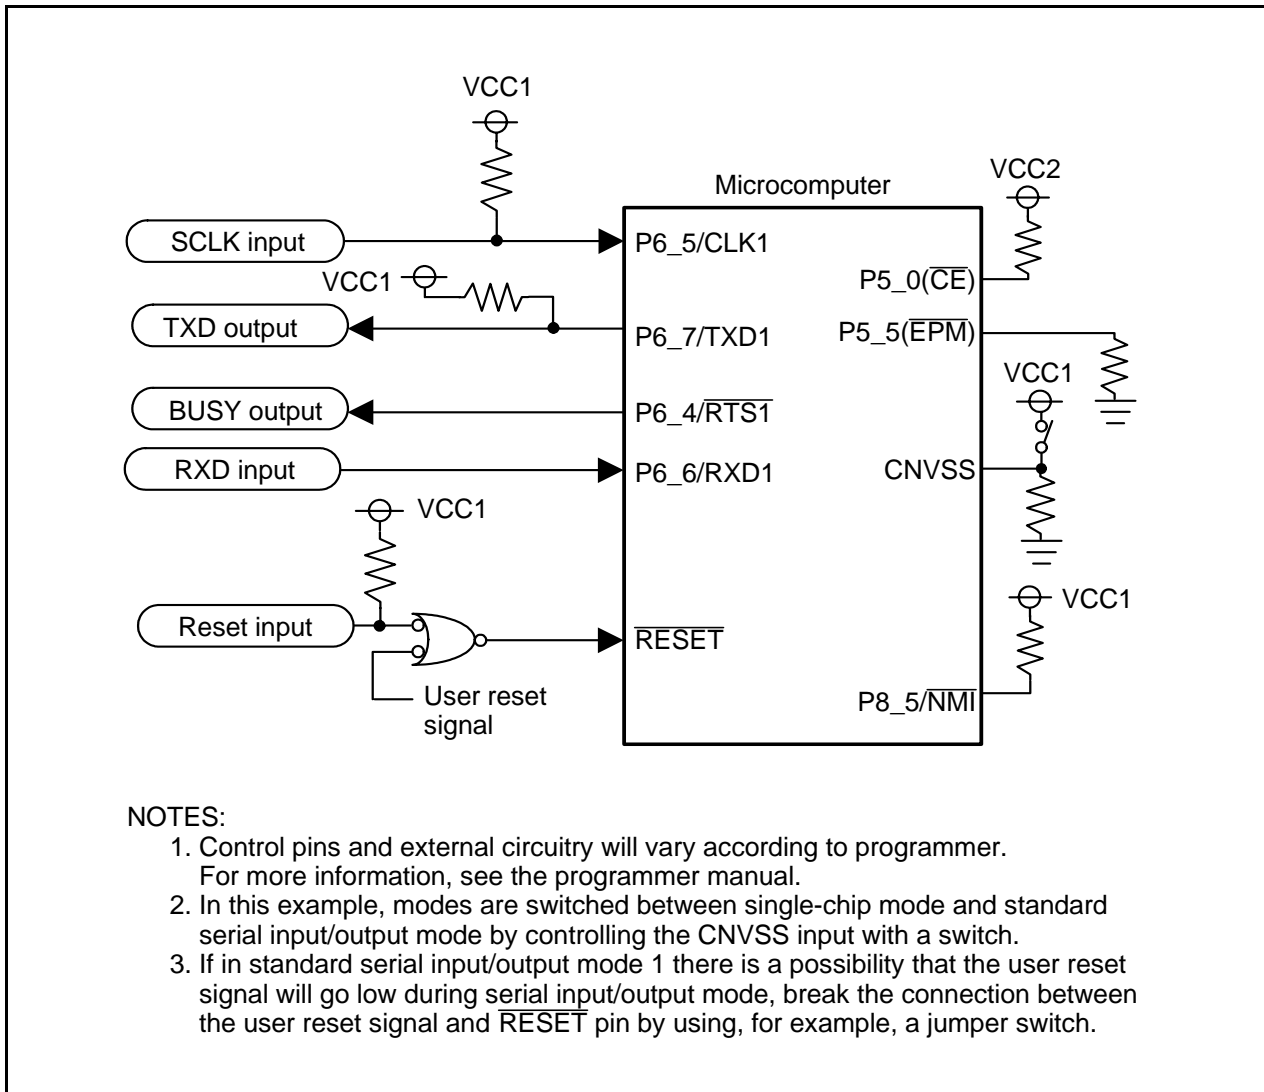 VCC1
VCC2
Microcomputer
SCLK input
P6_5/CLK1
VCC1
P5_0(C̅E̅)
TXD output
P6_7/TXD1
P5_5(E̅P̅M̅)
VCC1
BUSY output
P6_4/R̅T̅S̅1̅
RXD input
P6_6/RXD1
CNVSS
VCC1
VCC1
Reset input
R̅E̅S̅E̅T̅
User reset
signal
P8_5/N̅M̅I̅
NOTES:
1. Control pins and external circuitry will vary according to programmer.
For more information, see the programmer manual.
2. In this example, modes are switched between single-chip mode and standard
serial input/output mode by controlling the CNVSS input with a switch.
3. If in standard serial input/output mode 1 there is a possibility that the user reset
signal will go low during serial input/output mode, break the connection between
the user reset signal and R̅E̅S̅E̅T̅ pin by using, for example, a jumper switch.